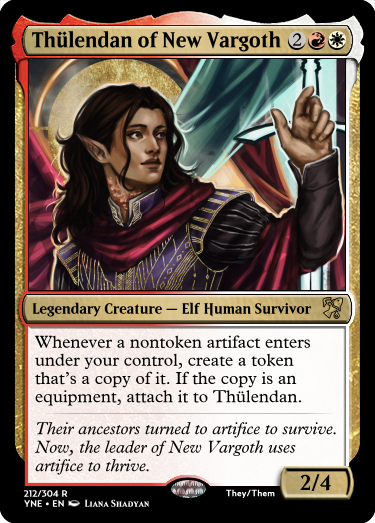 Thülendan of New Vargoth 2
Legendary Creature — Elf Human Survivor
Whenever a nontoken artifact enters
under your control, create a token
that's a copy of it. If the copy is an
equipment, attach it to Thülendan.
Their ancestors turned to artifice to survive.
Now, the leader of New Vargoth uses
artifice to thrive.
2/4
212/304 R
YNE • EN Liana Shadyan
They/Them